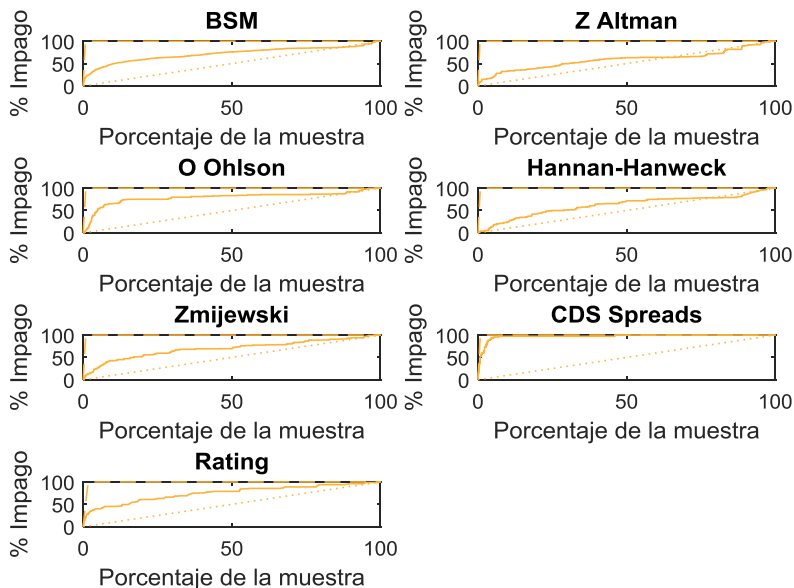 BSM
% Impago
100
50
0
0 50 100
Porcentaje de la muestra
Z Altman
% Impago
100
50
0
0 50 100
Porcentaje de la muestra
O Ohlson
% Impago
100
50
0
0 50 100
Porcentaje de la muestra
Hannan-Hanweck
% Impago
100
50
0
0 50 100
Porcentaje de la muestra
Zmijewski
% Impago
100
50
0
0 50 100
Porcentaje de la muestra
CDS Spreads
% Impago
100
50
0
0 50 100
Porcentaje de la muestra
Rating
% Impago
100
50
0
0 50 100
Porcentaje de la muestra